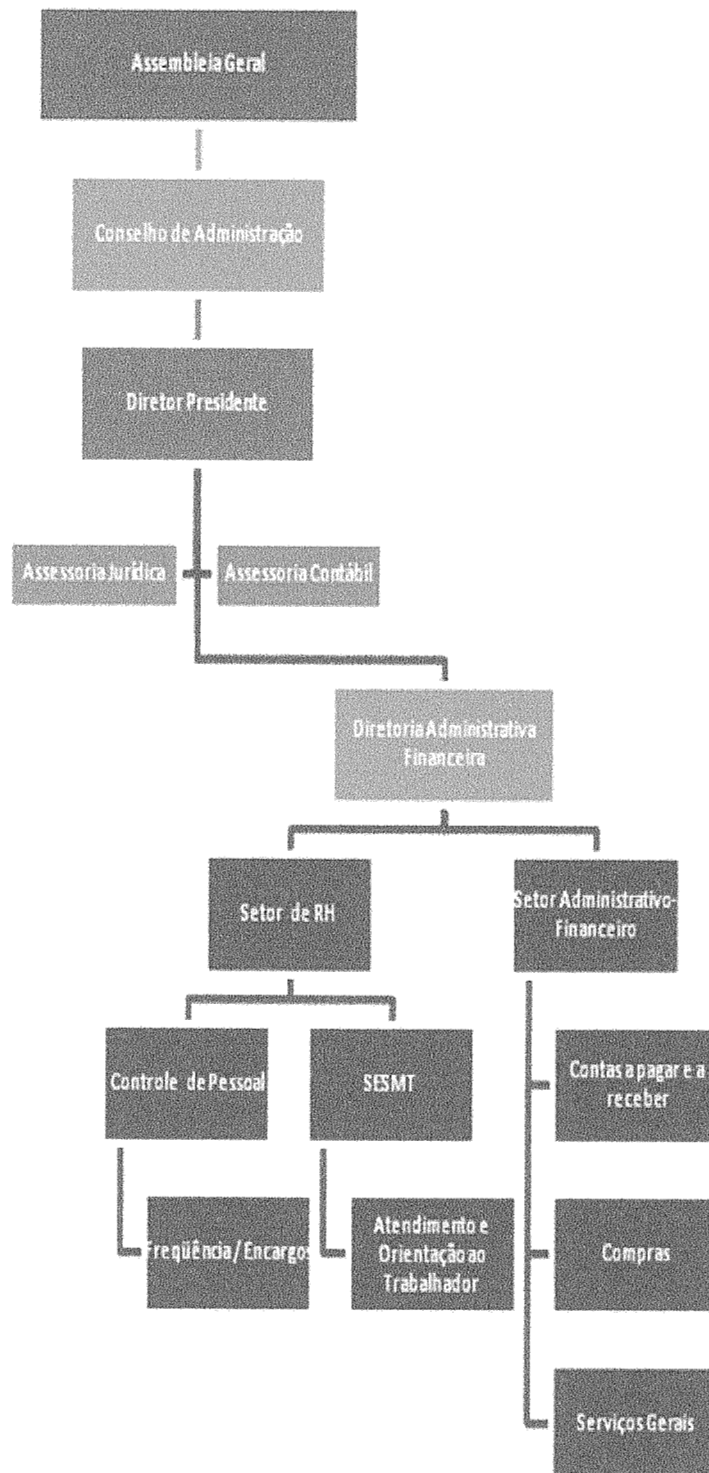 Assembleia Geral
Conselho de Administração
Diretor Presidente
Assessoria Jurídica
Assessoria Contábil
Diretoria Administrativa
Financeira
Setor de RH
Setor Administrativo-
Financeiro
Controle de Pessoal
SESMT
Contas a pagar e a
receber
Freqüência / Encargos
Atendimento e
Orientação ao
Trabalhador
Compras
Serviços Gerais